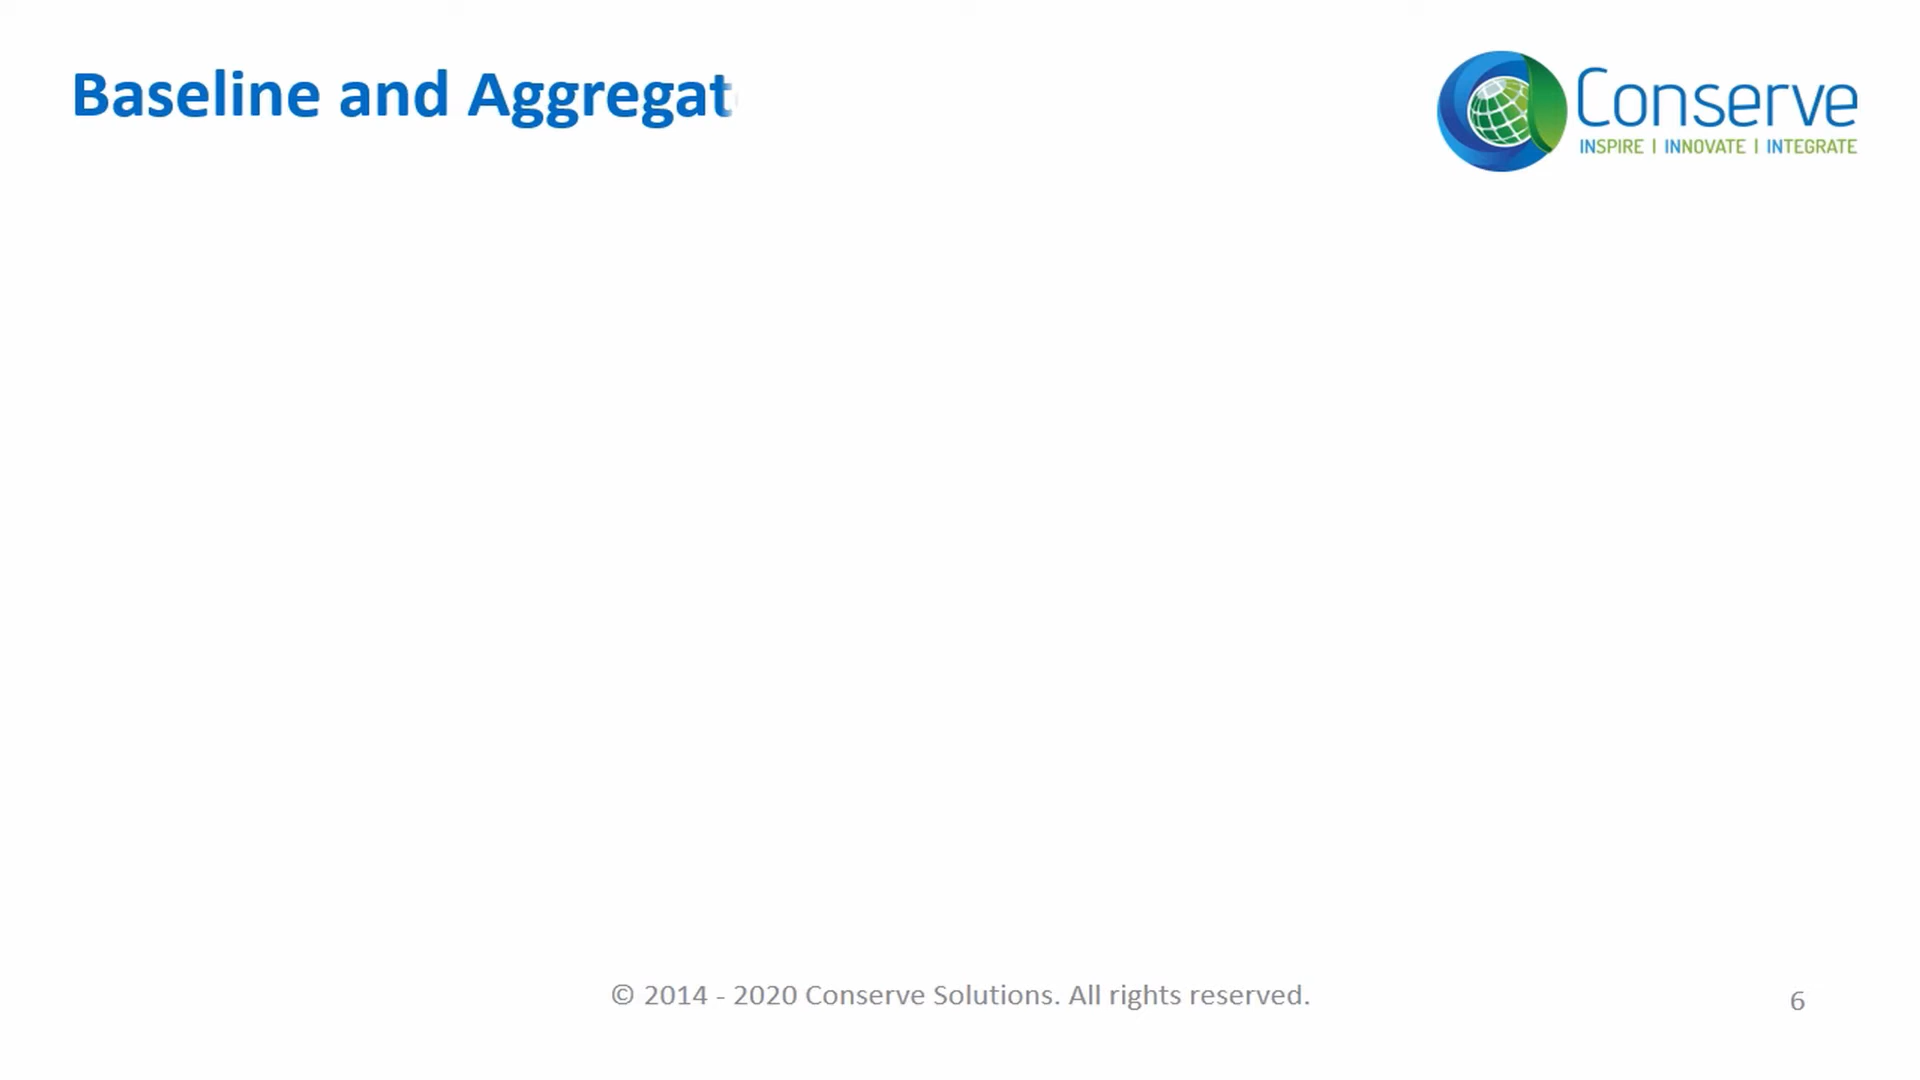 Baseline and Aggregat
Conserve
INSPIRE | INNOVATE | INTEGRATE
© 2014 - 2020 Conserve Solutions. All rights reserved.
6